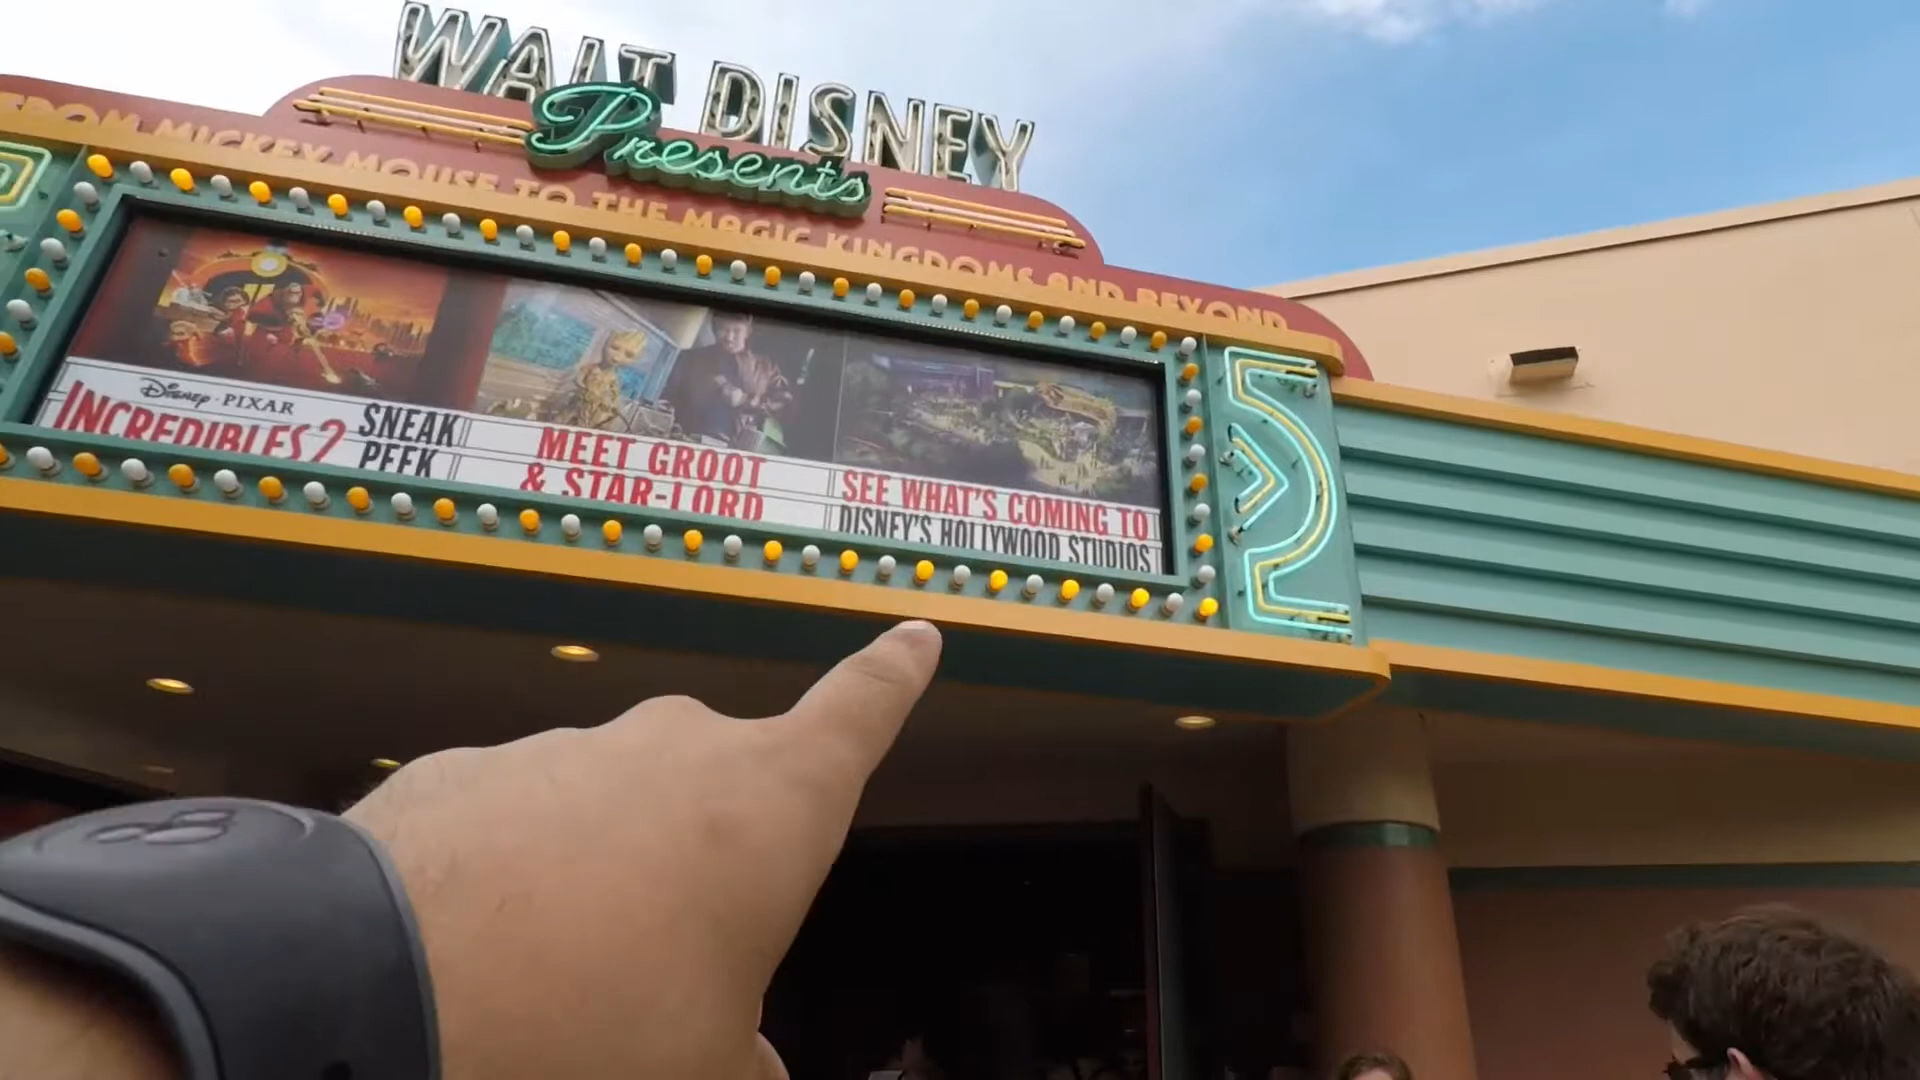 WALT DISNEY
Presents
FROM MICKEY MOUSE TO THE MAGIC KINGDOMS AND BEYOND
DISNEY · PIXAR
INCREDIBLES 2
SNEAK
PEEK
MEET GROOT
& STAR-LORD
SEE WHAT'S COMING TO
DISNEY'S HOLLYWOOD STUDIOS